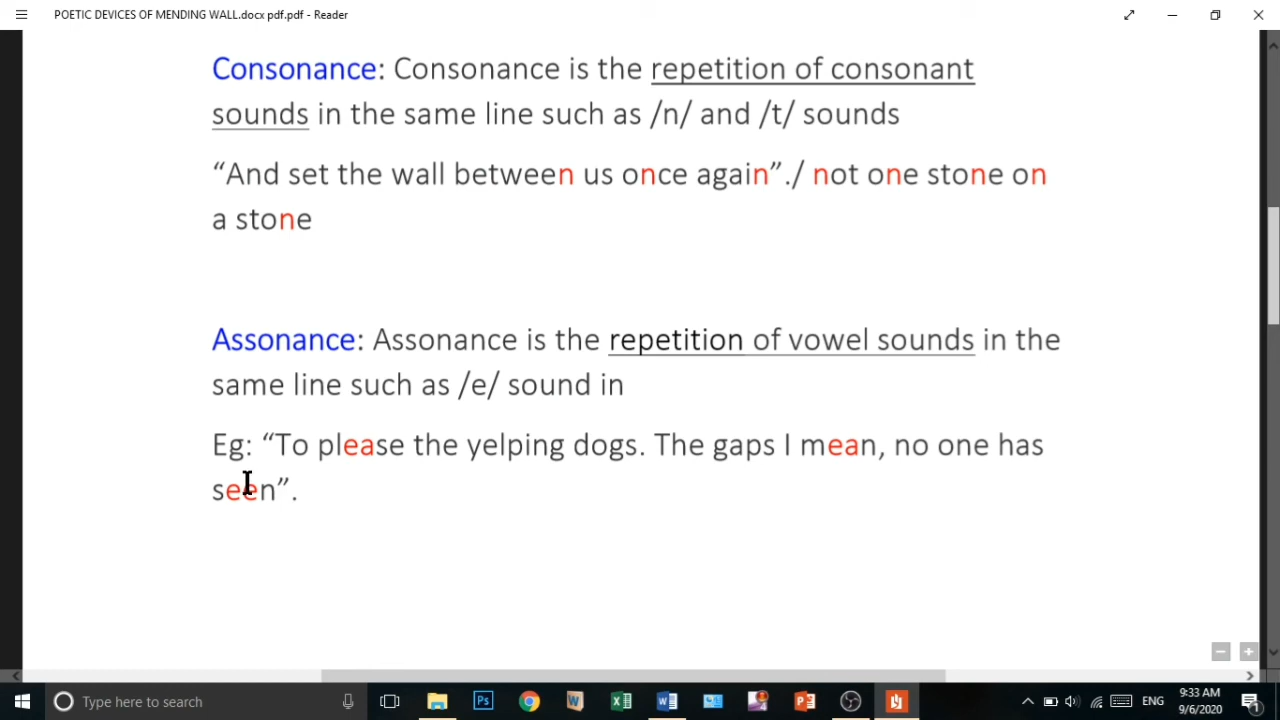 POETIC DEVICES OF MENDING WALL.docx pdf.pdf - Reader
Consonance: Consonance is the repetition of consonant
sounds in the same line such as /n/ and /t/ sounds
“And set the wall between us once again”./ not one stone on
a stone
Assonance: Assonance is the repetition of vowel sounds in the
same line such as /e/ sound in
Eg: “To please the yelping dogs. The gaps I mean, no one has
seen”.
Type here to search
ENG
9:33 AM
9/6/2020
1